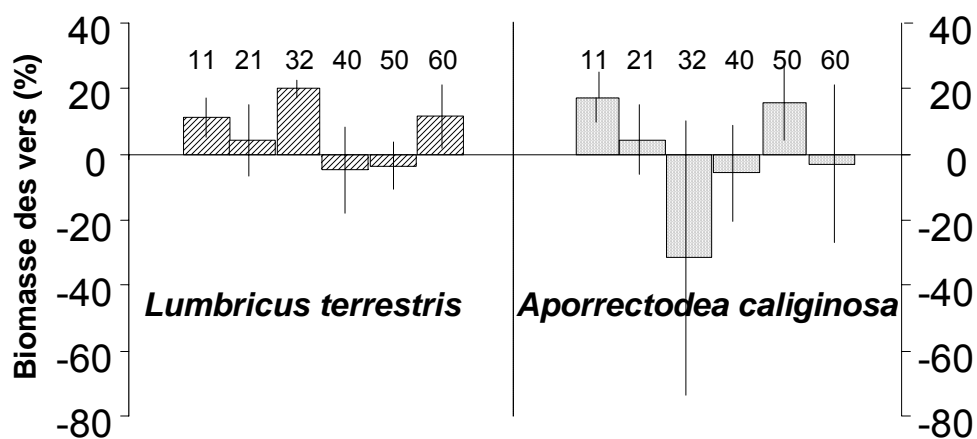 40 40
11 21 32 40 50 60 11 21 32 40 50 60
20 20
0 0
-20 -20
-40 -40
Lumbricus terrestris Aporrectodea caliginosa
-60 -60
-80 -80
Biomasse des vers (%)